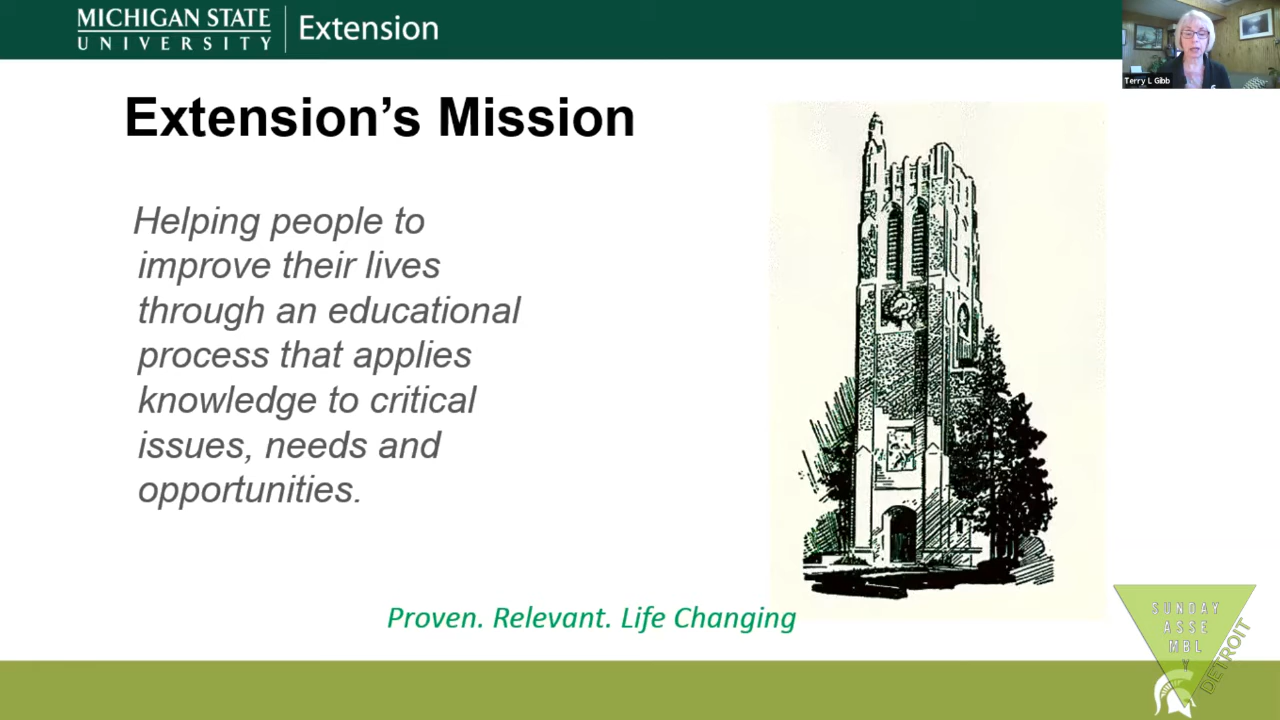 MICHIGAN STATE
UNIVERSITY
Extension
Terry L Gibb
Extension's Mission
Helping people to
improve their lives
through an educational
process that applies
knowledge to critical
issues, needs and
opportunities.
Proven. Relevant. Life Changing
SUNDAY
ASSE
MBL
Y
DETROIT